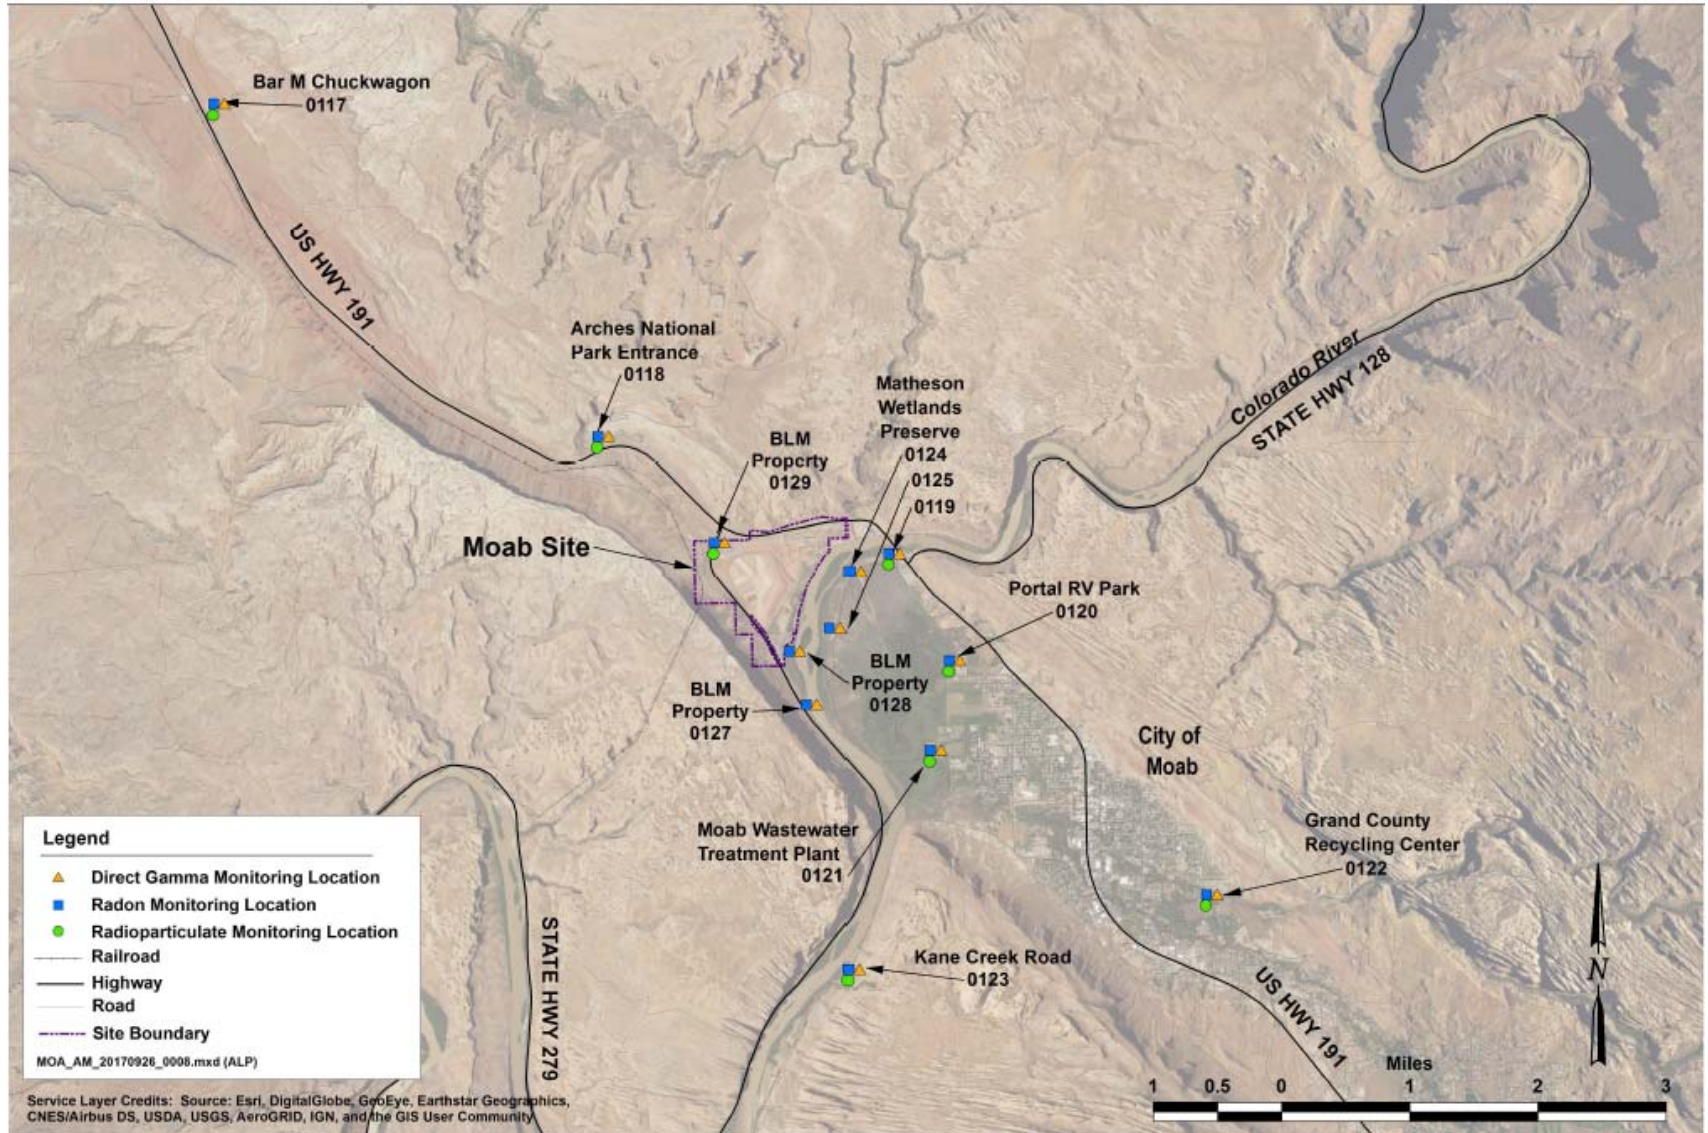 Bar M Chuckwagon
0117
US HWY 191
Arches National
Park Entrance
0118
Matheson
Wetlands
Preserve
0124
0125
0119
BLM
Property
0129
Colorado River
STATE HWY 128
Moab Site
Portal RV Park
0120
BLM
Property
0128
BLM
Property
0127
City of
Moab
Moab Wastewater
Treatment Plant
0121
Grand County
Recycling Center
0122
Kane Creek Road
0123
STATE HWY 279
US HWY 191
N
Legend
Direct Gamma Monitoring Location
Radon Monitoring Location
Radioparticulate Monitoring Location
Railroad
Highway
Road
Site Boundary
MOA_AM_20170926_0008.mxd (ALP)
Miles
1 0.5 0 1 2 3
Service Layer Credits: Source: Esri, DigitalGlobe, GeoEye, Earthstar Geographics,
CNES/Airbus DS, USDA, USGS, AeroGRID, IGN, and the GIS User Community